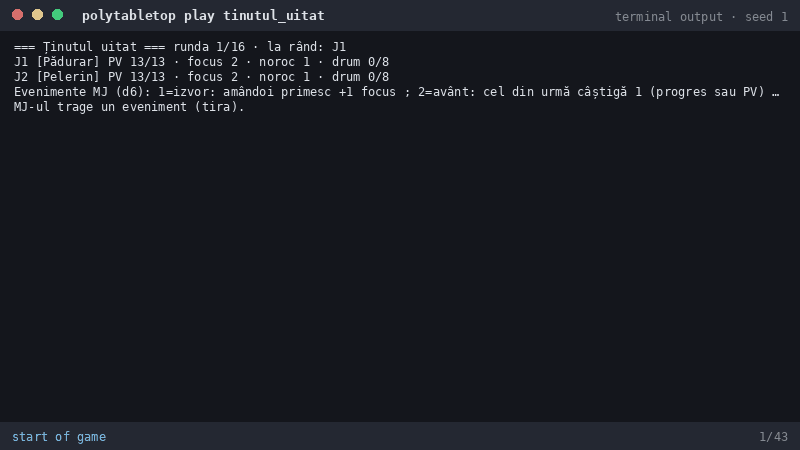 polytabletop play tinutul_uitat
terminal output · seed 1
=== Ținutul uitat === runda 1/16 · la rând: J1
J1 [Pădurar] PV 13/13 · focus 2 · noroc 1 · drum 0/8
J2 [Pelerin] PV 13/13 · focus 2 · noroc 1 · drum 0/8
Evenimente MJ (d6): 1=izvor: amândoi primesc +1 focus ; 2=avânt: cel din urmă câștigă 1 (progres sau PV) …
MJ-ul trage un eveniment (tira).
start of game
1/43